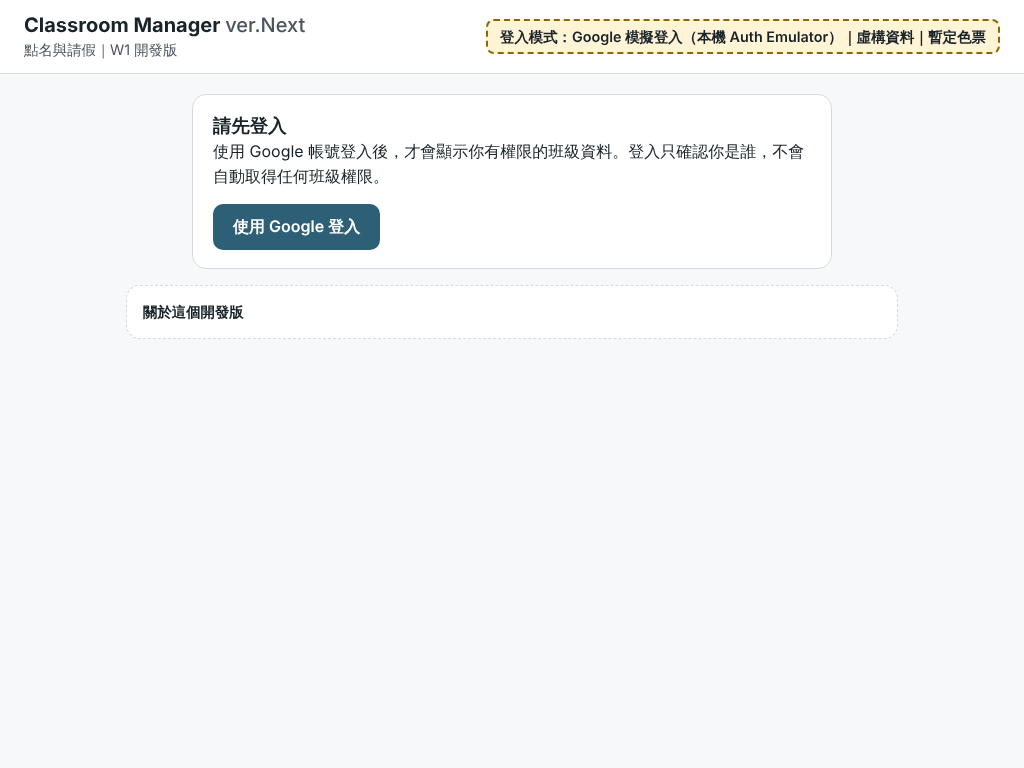 Classroom Manager ver.Next
點名與請假｜W1 開發版
登入模式：Google 模擬登入（本機 Auth Emulator）｜虛構資料｜暫定色票
請先登入
使用 Google 帳號登入後，才會顯示你有權限的班級資料。登入只確認你是誰，不會
自動取得任何班級權限。
使用 Google 登入
關於這個開發版